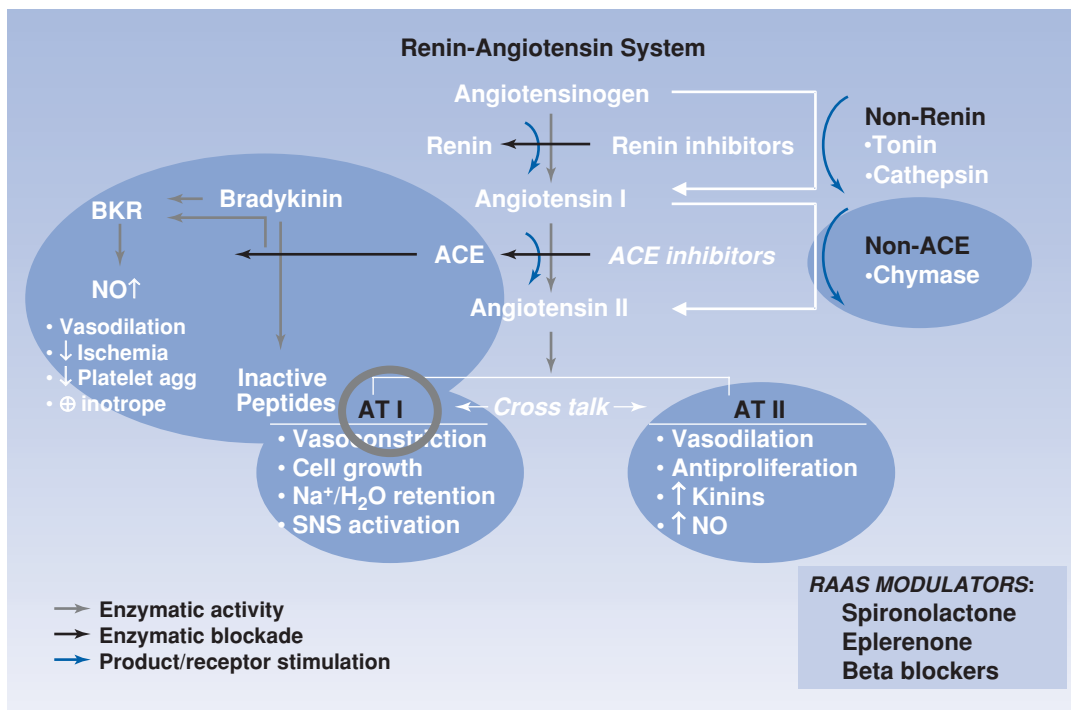 Renin-Angiotensin System
Angiotensinogen
Renin
Renin inhibitors
Non-Renin
•Tonin
•Cathepsin
Angiotensin I
BKR
Bradykinin
ACE
ACE inhibitors
Non-ACE
•Chymase
NO↑
Angiotensin II
• Vasodilation
• ↓ Ischemia
• ↓ Platelet agg
• ⊕ inotrope
Inactive
Peptides
AT I
Cross talk
AT II
• Vasoconstriction
• Cell growth
• Na⁺/H₂O retention
• SNS activation
• Vasodilation
• Antiproliferation
• ↑ Kinins
• ↑ NO
Enzymatic activity
Enzymatic blockade
Product/receptor stimulation
RAAS MODULATORS:
Spironolactone
Eplerenone
Beta blockers